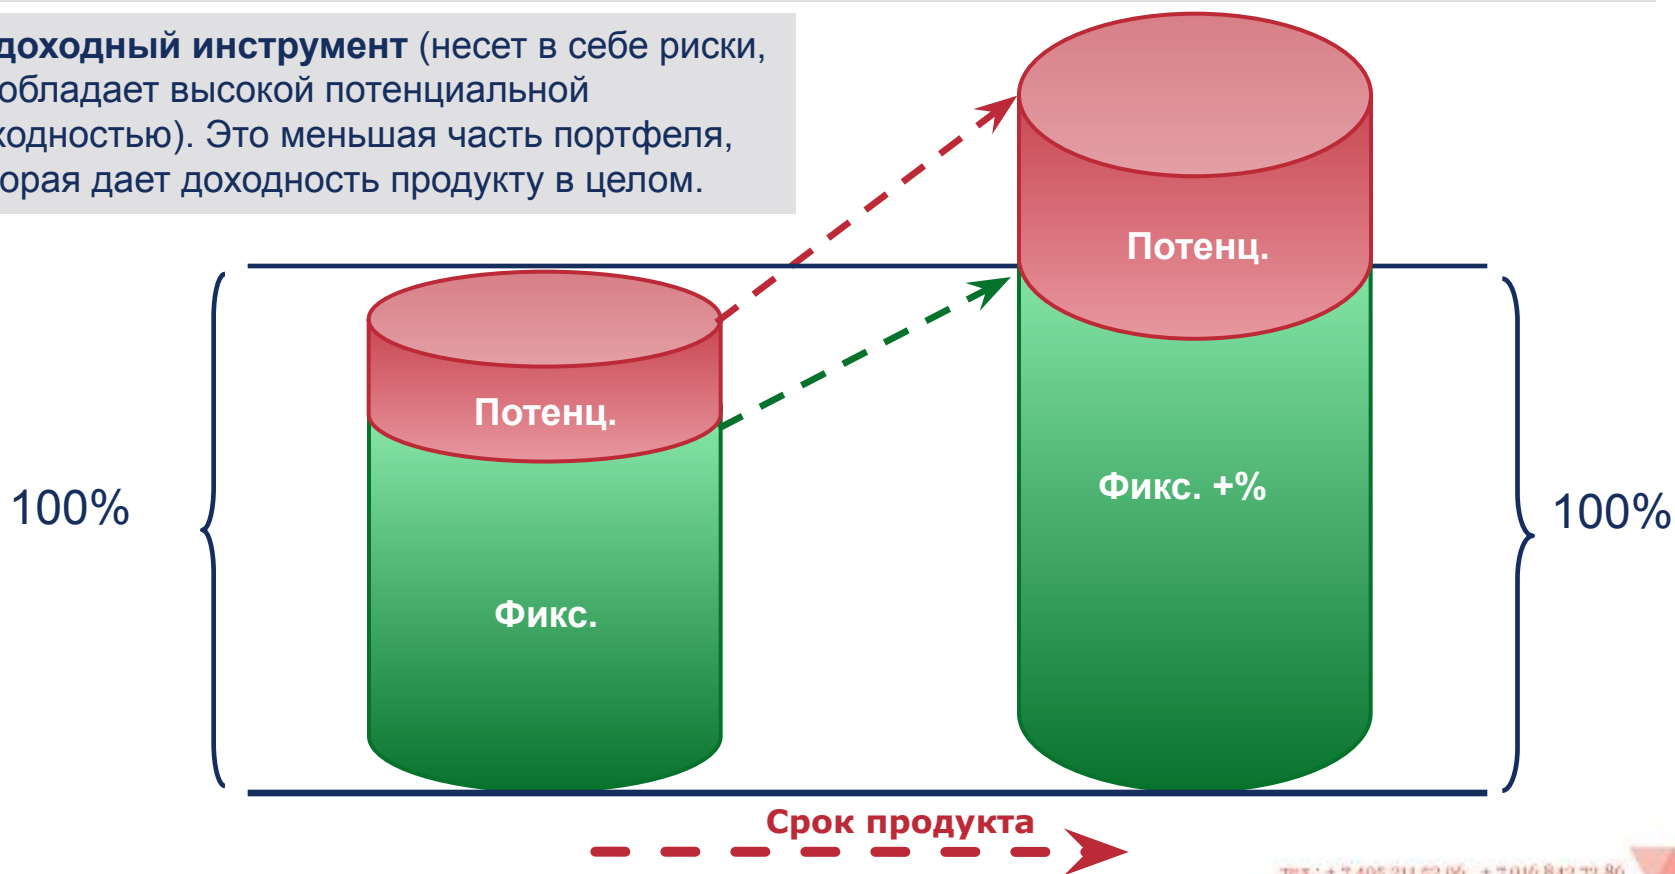 доходный инструмент (несет в себе риски,
обладает высокой потенциальной
ходностью). Это меньшая часть портфеля,
орая дает доходность продукту в целом.
Потенц.
Потенц.
Фикс. +%
100%
100%
Фикс.
Срок продукта